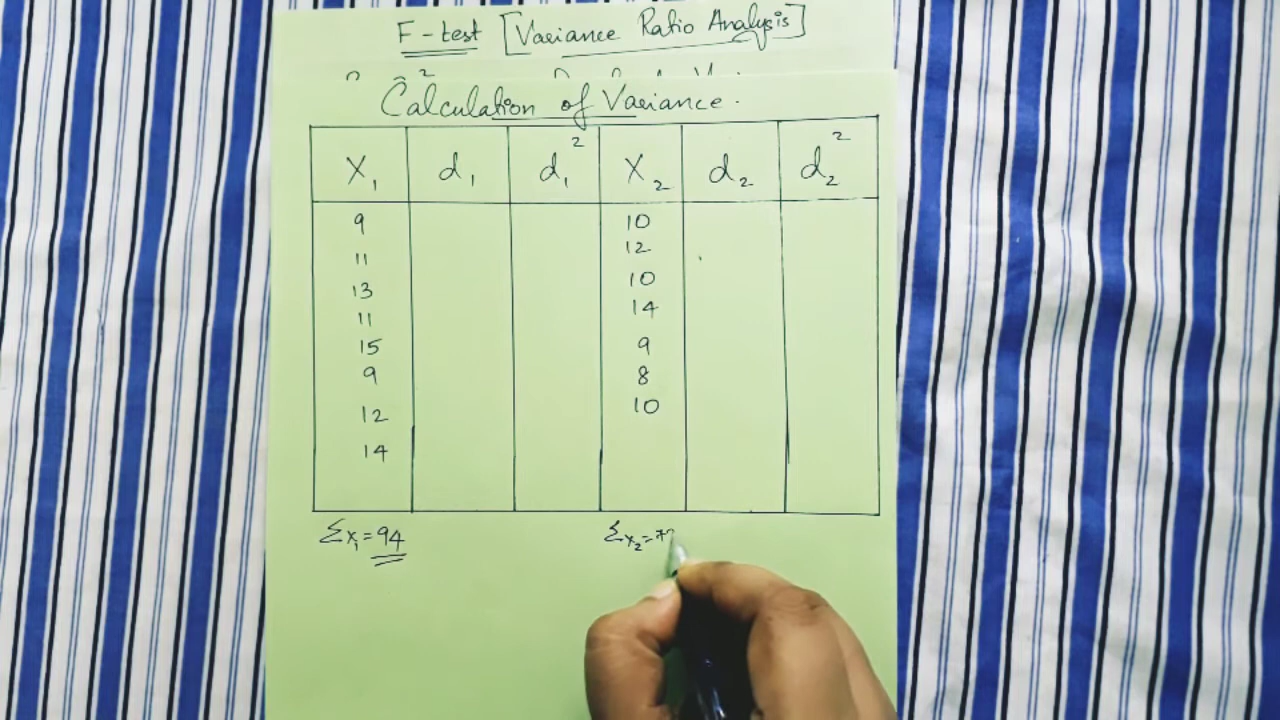 F-test [Variance Ratio Analysis]
Calculation of Variance.
X₁ d₁ d₁² X₂ d₂ d₂²
9 10
11 12
13 10
11 14
15 9
9 8
12 10
14
Σx₁=94 Σx₂=